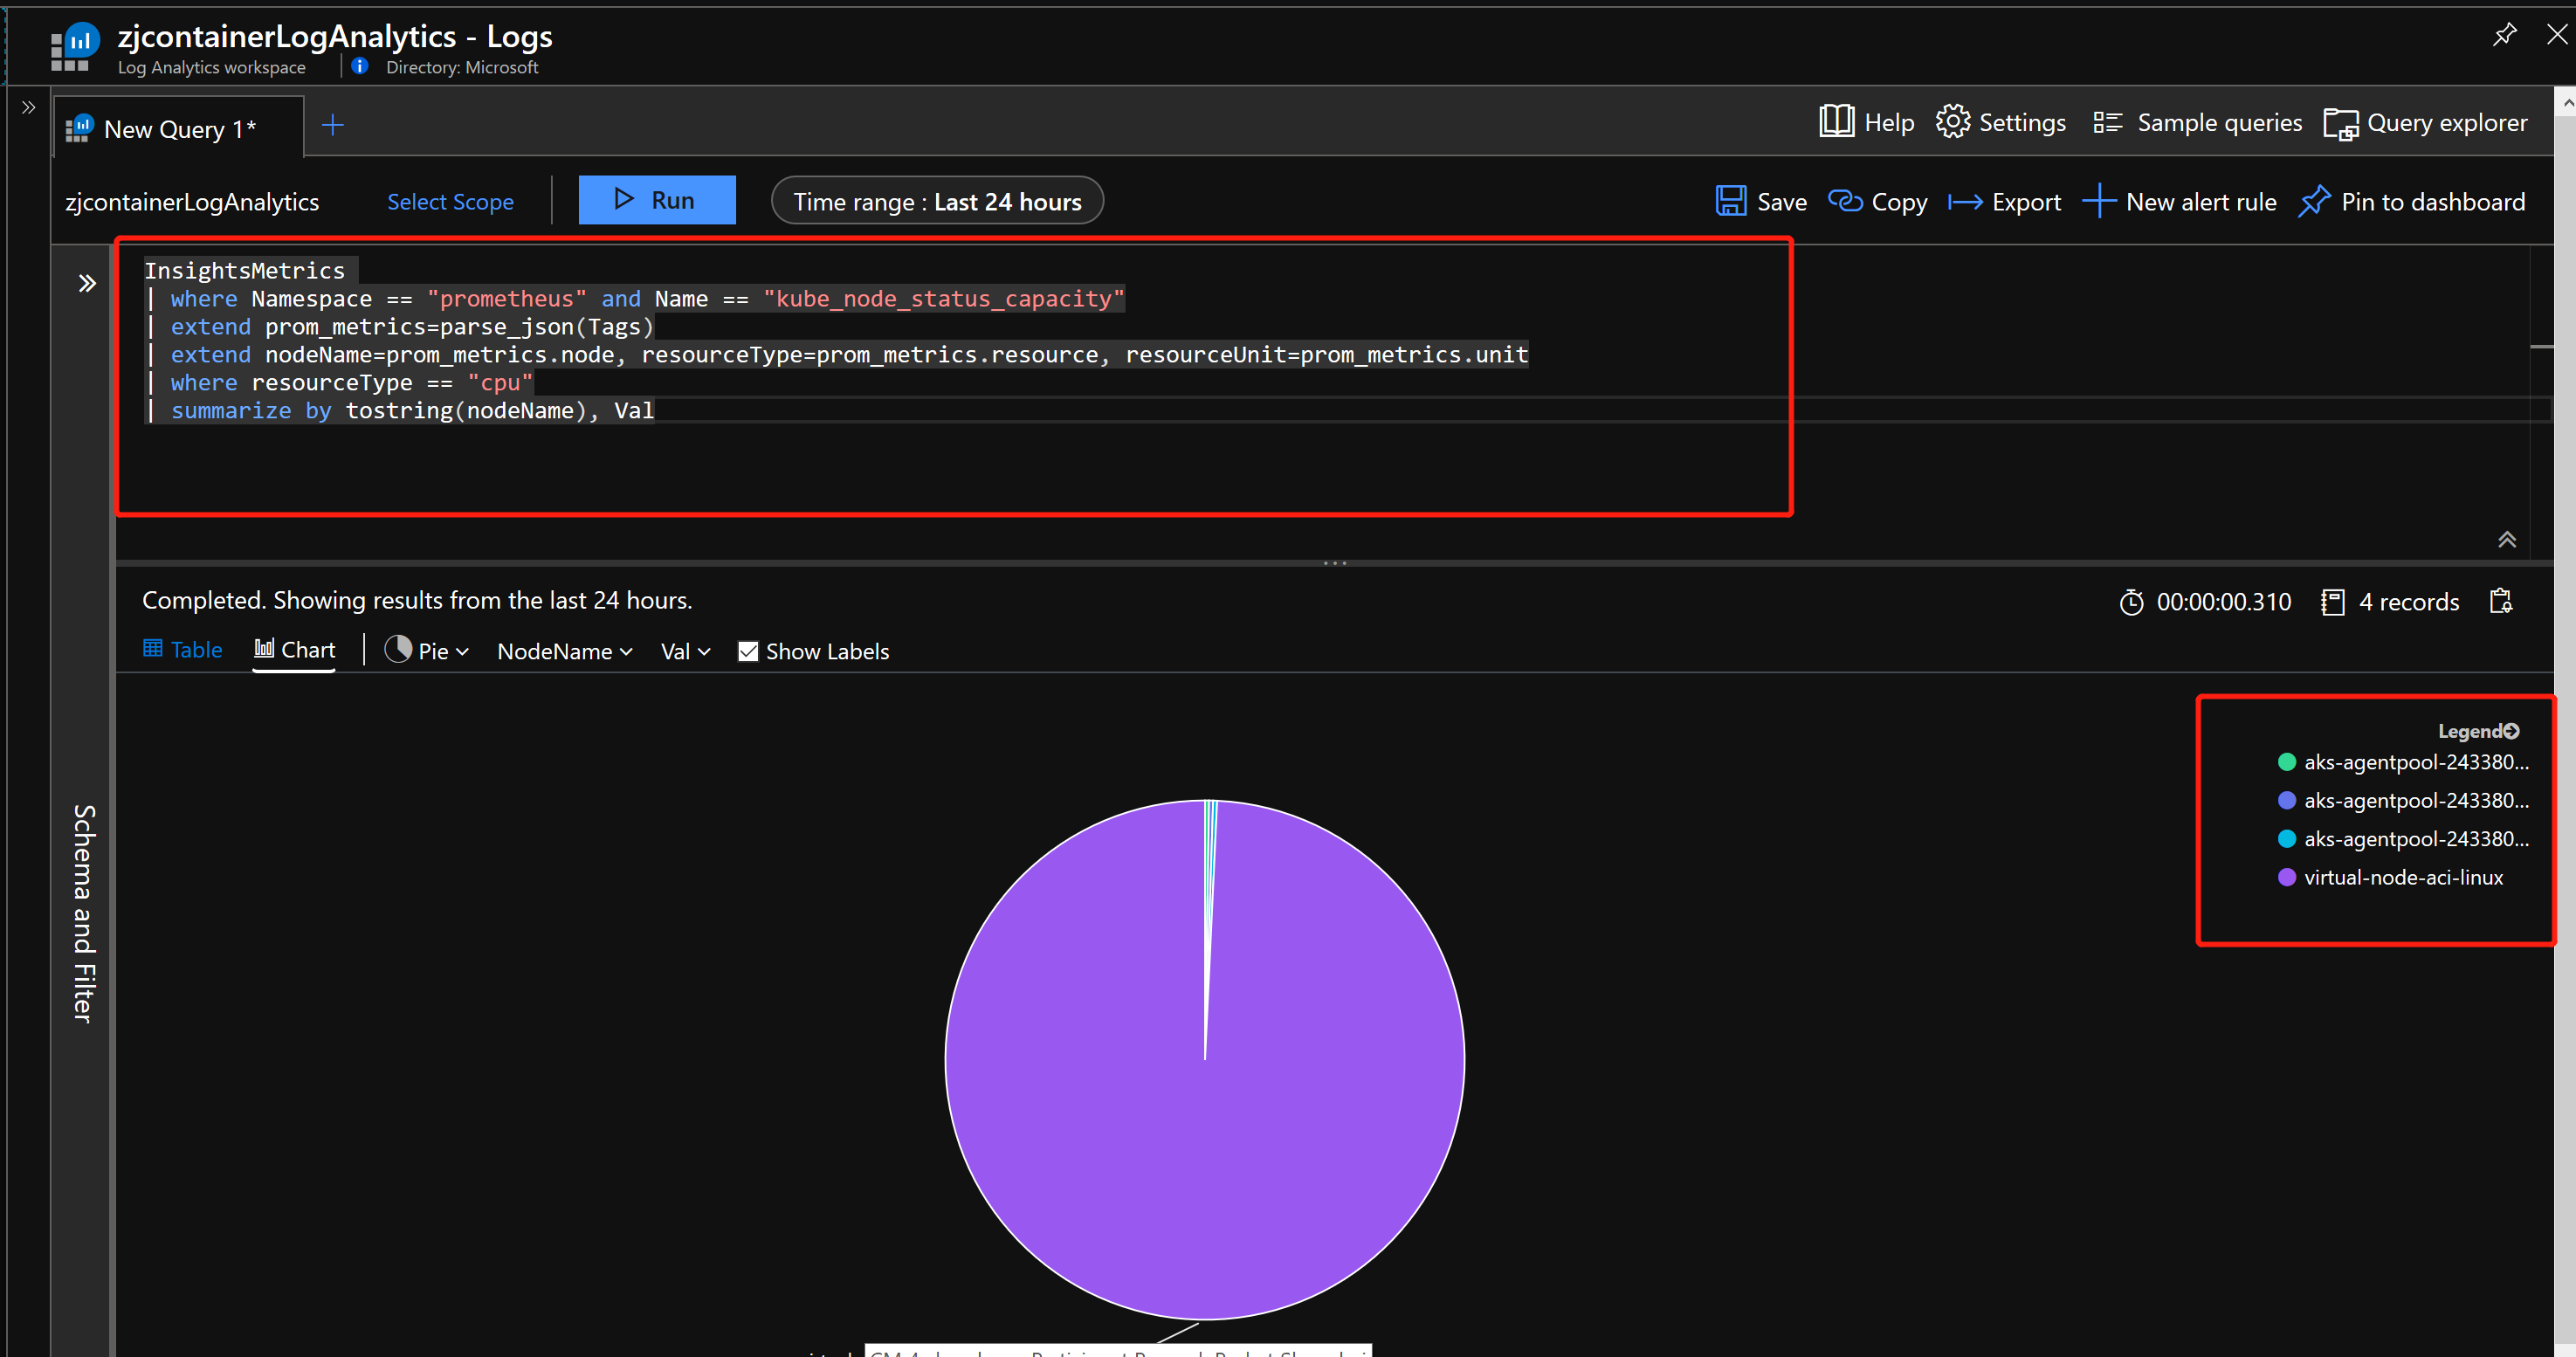 zjcontainerLogAnalytics - Logs
Log Analytics workspace
Directory: Microsoft
New Query 1*
Help
Settings
Sample queries
Query explorer
zjcontainerLogAnalytics
Select Scope
Run
Time range : Last 24 hours
Save
Copy
Export
New alert rule
Pin to dashboard
InsightsMetrics
| where Namespace == "prometheus" and Name == "kube_node_status_capacity"
| extend prom_metrics=parse_json(Tags)
| extend nodeName=prom_metrics.node, resourceType=prom_metrics.resource, resourceUnit=prom_metrics.unit
| where resourceType == "cpu"
| summarize by tostring(nodeName), Val
Schema and Filter
Completed. Showing results from the last 24 hours.
00:00:00.310
4 records
Table
Chart
Pie
NodeName
Val
Show Labels
Legend
aks-agentpool-243380...
aks-agentpool-243380...
aks-agentpool-243380...
virtual-node-aci-linux